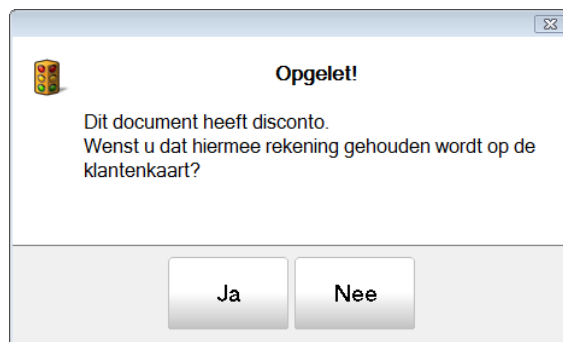 Opgelet!
Dit document heeft disconto.
Wenst u dat hiermee rekening gehouden wordt op de
klantenkaart?
Ja
Nee